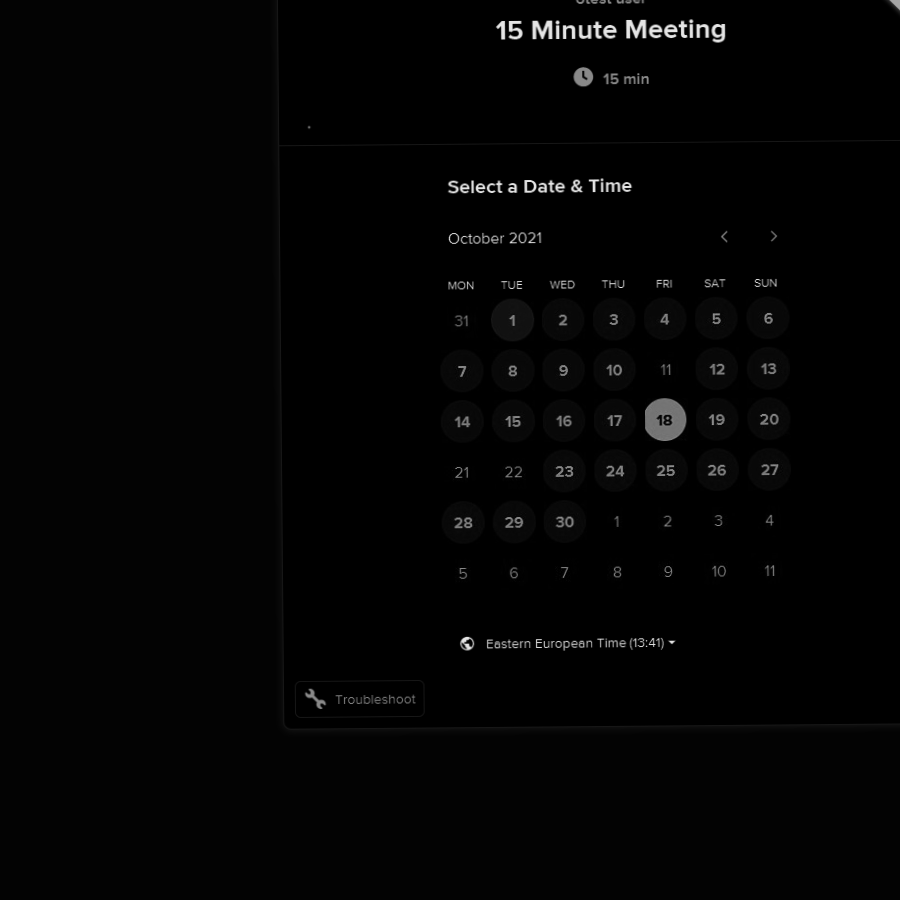 15 Minute Meeting
15 min
Select a Date & Time
October 2021
MON TUE WED THU FRI SAT SUN
31 1 2 3 4 5 6
7 8 9 10 11 12 13
14 15 16 17 18 19 20
21 22 23 24 25 26 27
28 29 30 1 2 3 4
5 6 7 8 9 10 11
Eastern European Time (13:41)
Troubleshoot